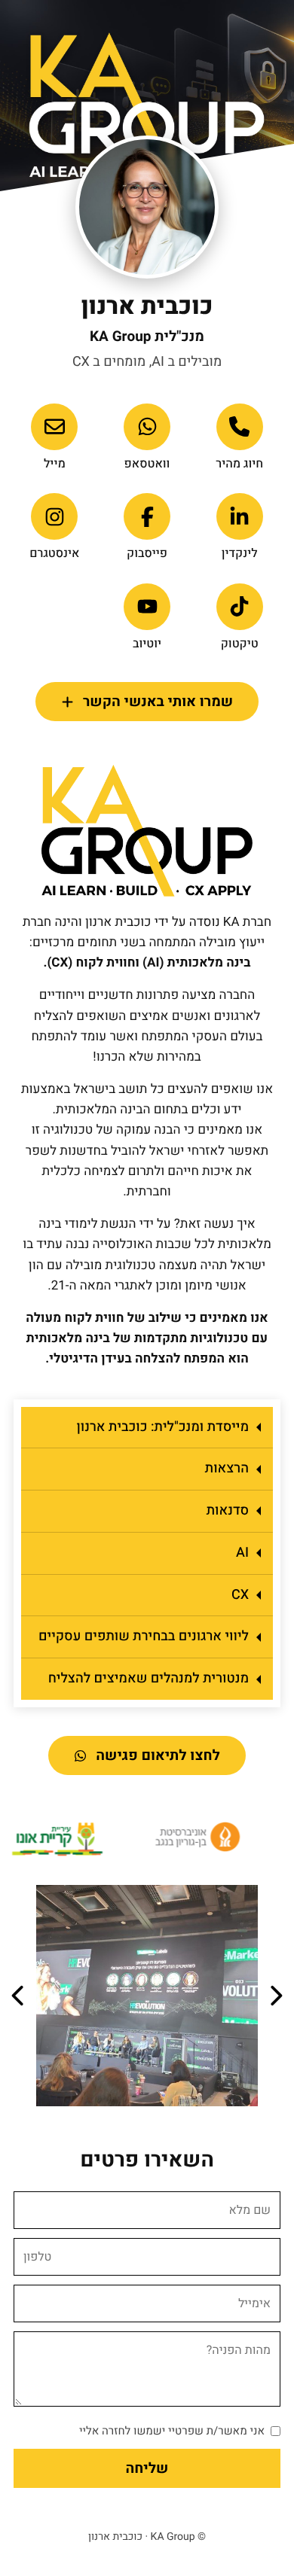 KA
GROUP
AI LEAR
כוכבית ארנון
מנכ"לית KA Group
מובילים ב AI, מומחים ב CX
חיוג מהיר
וואטסאפ
מייל
לינקדין
פייסבוק
אינסטגרם
טיקטוק
יוטיוב
שמרו אותי באנשי הקשר +
KA
GROUP
AI LEARN · BUILD · CX APPLY
חברת KA נוסדה על ידי כוכבית ארנון והינה חברת
ייעוץ מובילה המתמחה בשני תחומים מרכזיים:
בינה מלאכותית (AI) וחווית לקוח (CX).
החברה מציעה פתרונות חדשניים וייחודיים
לארגונים ואנשים אמיצים השואפים להצליח
בעולם העסקי המתפתח ואשר עומד להתפתח
במהירות שלא הכרנו!
אנו שואפים להעצים כל תושב בישראל באמצעות
ידע וכלים בתחום הבינה המלאכותית.
אנו מאמינים כי הבנה עמוקה של טכנולוגיה זו
תאפשר לאזרחי ישראל להוביל בחדשנות לשפר
את איכות חייהם ולתרום לצמיחה כלכלית
וחברתית.
איך נעשה זאת? על ידי הנגשת לימודי בינה
מלאכותית לכל שכבות האוכלוסייה נבנה עתיד בו
ישראל תהיה מעצמה טכנולוגית מובילה עם הון
אנושי מיומן ומוכן לאתגרי המאה ה-21.
אנו מאמינים כי שילוב של חווית לקוח מעולה
עם טכנולוגיות מתקדמות של בינה מלאכותית
הוא המפתח להצלחה בעידן הדיגיטלי.
מייסדת ומנכ"לית: כוכבית ארנון
הרצאות
סדנאות
AI
CX
ליווי ארגונים בבחירת שותפים עסקיים
מנטורית למנהלים שאמיצים להצליח
לחצו לתיאום פגישה
אוניברסיטת
בן-גוריון בנגב
עיריית
קריית אונו
השאירו פרטים
שם מלא
טלפון
אימייל
מהות הפניה?
אני מאשר/ת שפרטיי ישמשו לחזרה אליי
שליחה
© KA Group · כוכבית ארנון